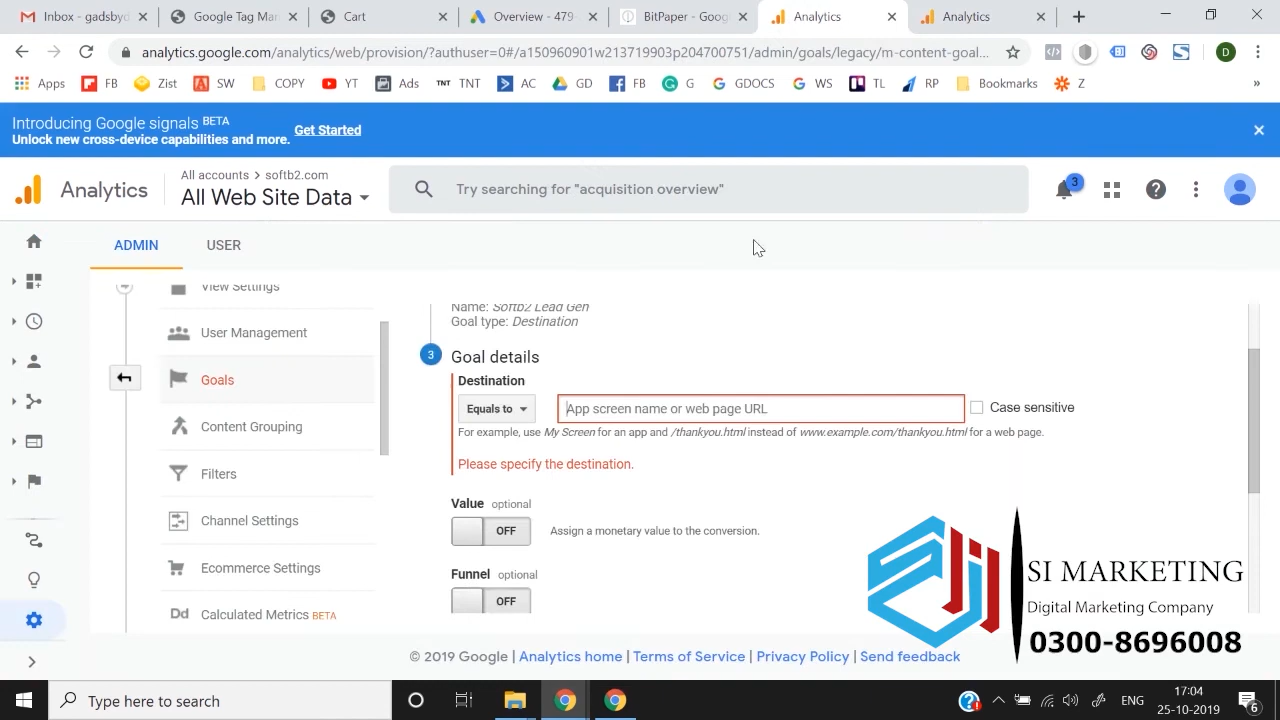 Inbox - gadsbyd
Google Tag Mar
Cart
Overview - 479-
BitPaper - Goog
Analytics
Analytics
analytics.google.com/analytics/web/provision/?authuser=0#/a150960901w213719903p204700751/admin/goals/legacy/m-content-goal...
D
Apps
FB
Zist
SW
COPY
YT
Ads
TNT
TNT
AC
GD
FB
G
GDOCS
WS
TL
RP
Bookmarks
Z
»
Introducing Google signals BETA
Get Started
Unlock new cross-device capabilities and more.
Analytics
All accounts > softb2.com
All Web Site Data
Try searching for "acquisition overview"
3
ADMIN
USER
View Settings
User Management
Goals
Content Grouping
Filters
Channel Settings
Ecommerce Settings
Dd Calculated Metrics BETA
Name: Softb2 Lead Gen
Goal type: Destination
3 Goal details
Destination
Equals to
App screen name or web page URL
Case sensitive
For example, use My Screen for an app and /thankyou.html instead of www.example.com/thankyou.html for a web page.
Please specify the destination.
Value optional
OFF
Assign a monetary value to the conversion.
Funnel optional
OFF
SI MARKETING
Digital Marketing Company
0300-8696008
© 2019 Google | Analytics home | Terms of Service | Privacy Policy | Send feedback
Type here to search
ENG
17:04
25-10-2019
6